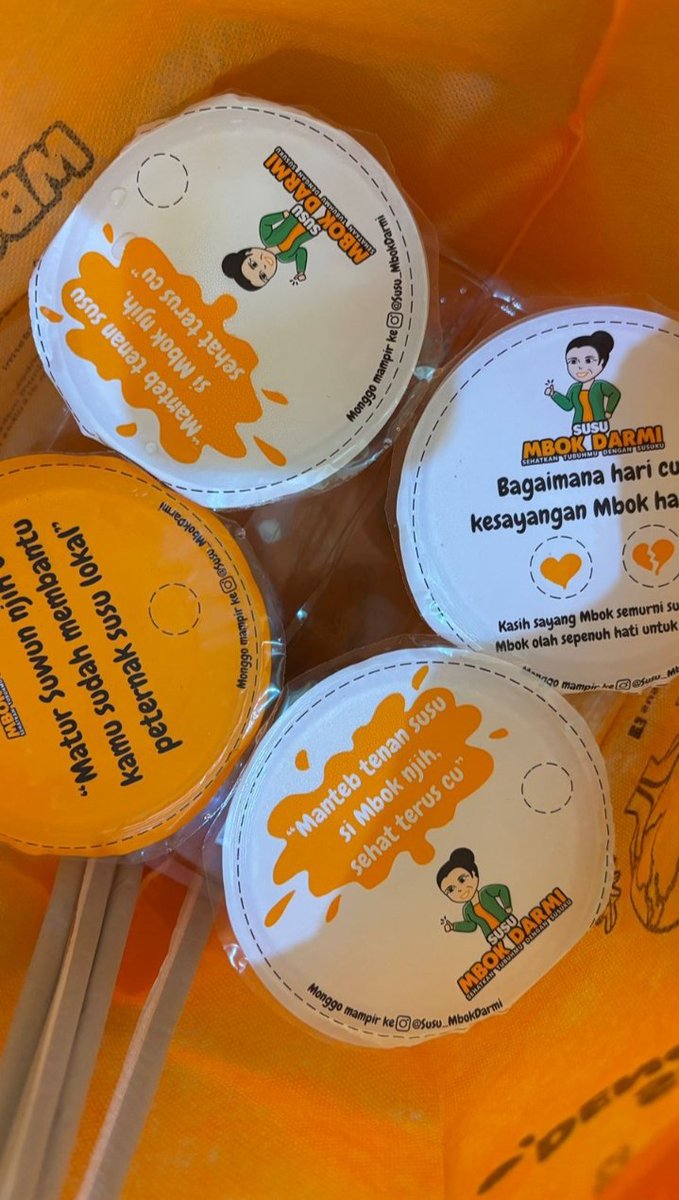 MBOK
SUSU
MBOK DARMI
SEHATKAN TUBUHMU DENGAN SUSUKU
"Manteb tenan susu
si Mbok njih,
sehat terus cu"
Monggo mampir ke @Susu_MbokDarmi
SUSU
MBOK DARMI
SEHATKAN TUBUHMU DENGAN SUSUKU
Bagaimana hari cu
kesayangan Mbok ha
Kasih sayang Mbok semurni su
Mbok olah sepenuh hati untuk
Monggo mampir ke @Susu_Mb
"Matur Suwun njih
kamu sudah membantu
peternak susu lokal"
Monggo mampir ke @Susu_MbokDarmi
MBO
"Manteb tenan susu
si Mbok njih,
sehat terus cu"
SUSU
MBOK DARMI
SEHATKAN TUBUHMU DENGAN SUSUKU
Monggo mampir ke @Susu_MbokDarmi